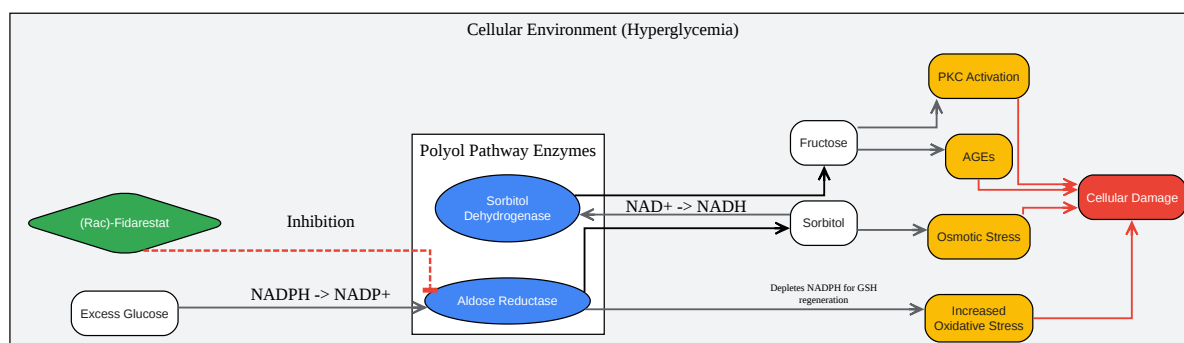 Cellular Environment (Hyperglycemia)
PKC Activation
Polyol Pathway Enzymes
Fructose
AGEs
Sorbitol
Dehydrogenase
NAD+ -> NADH
Sorbitol
Cellular Damage
(Rac)-Fidarestat
Inhibition
Osmotic Stress
NADPH -> NADP+
Excess Glucose
Aldose Reductase
Depletes NADPH for GSH
regeneration
Increased
Oxidative Stress